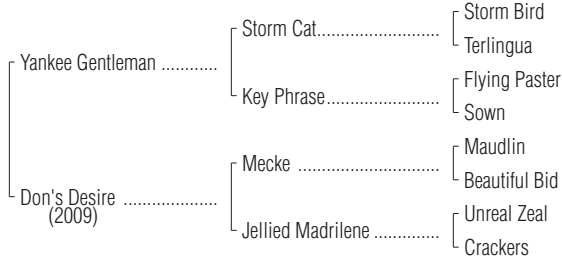 Storm Bird
Storm Cat........................................
Terlingua
Yankee Gentleman ............
Flying Paster
Key Phrase.....................................
Sown
Maudlin
Mecke ..............................................
Beautiful Bid
Don's Desire ....................
(2009)
Unreal Zeal
Jellied Madrilene .....................
Crackers